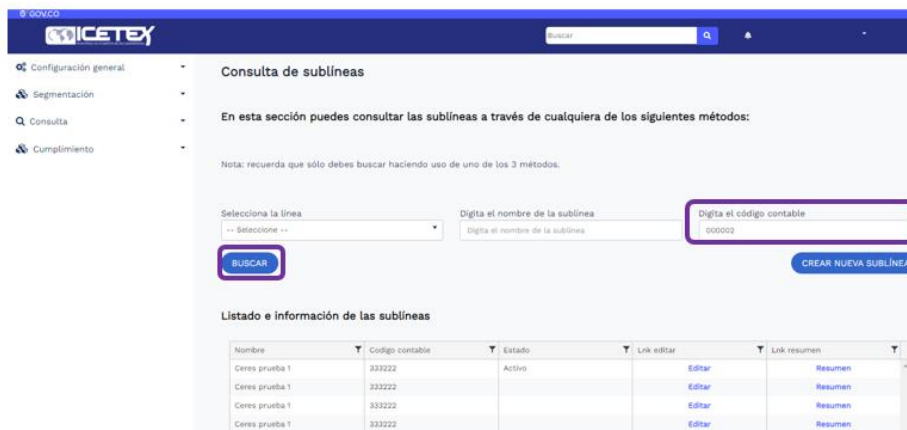 GOV.CO
ICETEX
Buscar
Configuración general
Segmentación
Consulta
Cumplimiento
Consulta de sublíneas
En esta sección puedes consultar las sublíneas a través de cualquiera de los siguientes métodos:
Nota: recuerda que sólo debes buscar haciendo uso de uno de los 3 métodos.
Selecciona la línea Digita el nombre de la sublínea Digita el código contable
-- Seleccione -- Digita el nombre de la sublínea 000002
BUSCAR CREAR NUEVA SUBLÍNEA
Listado e información de las sublíneas
Nombre Codigo contable Estado Lnk editar Lnk resumen
Ceres prueba 1 333222 Activo Editar Resumen
Ceres prueba 1 333222 Editar Resumen
Ceres prueba 1 333222 Editar Resumen
Ceres prueba 1 333222 Editar Resumen